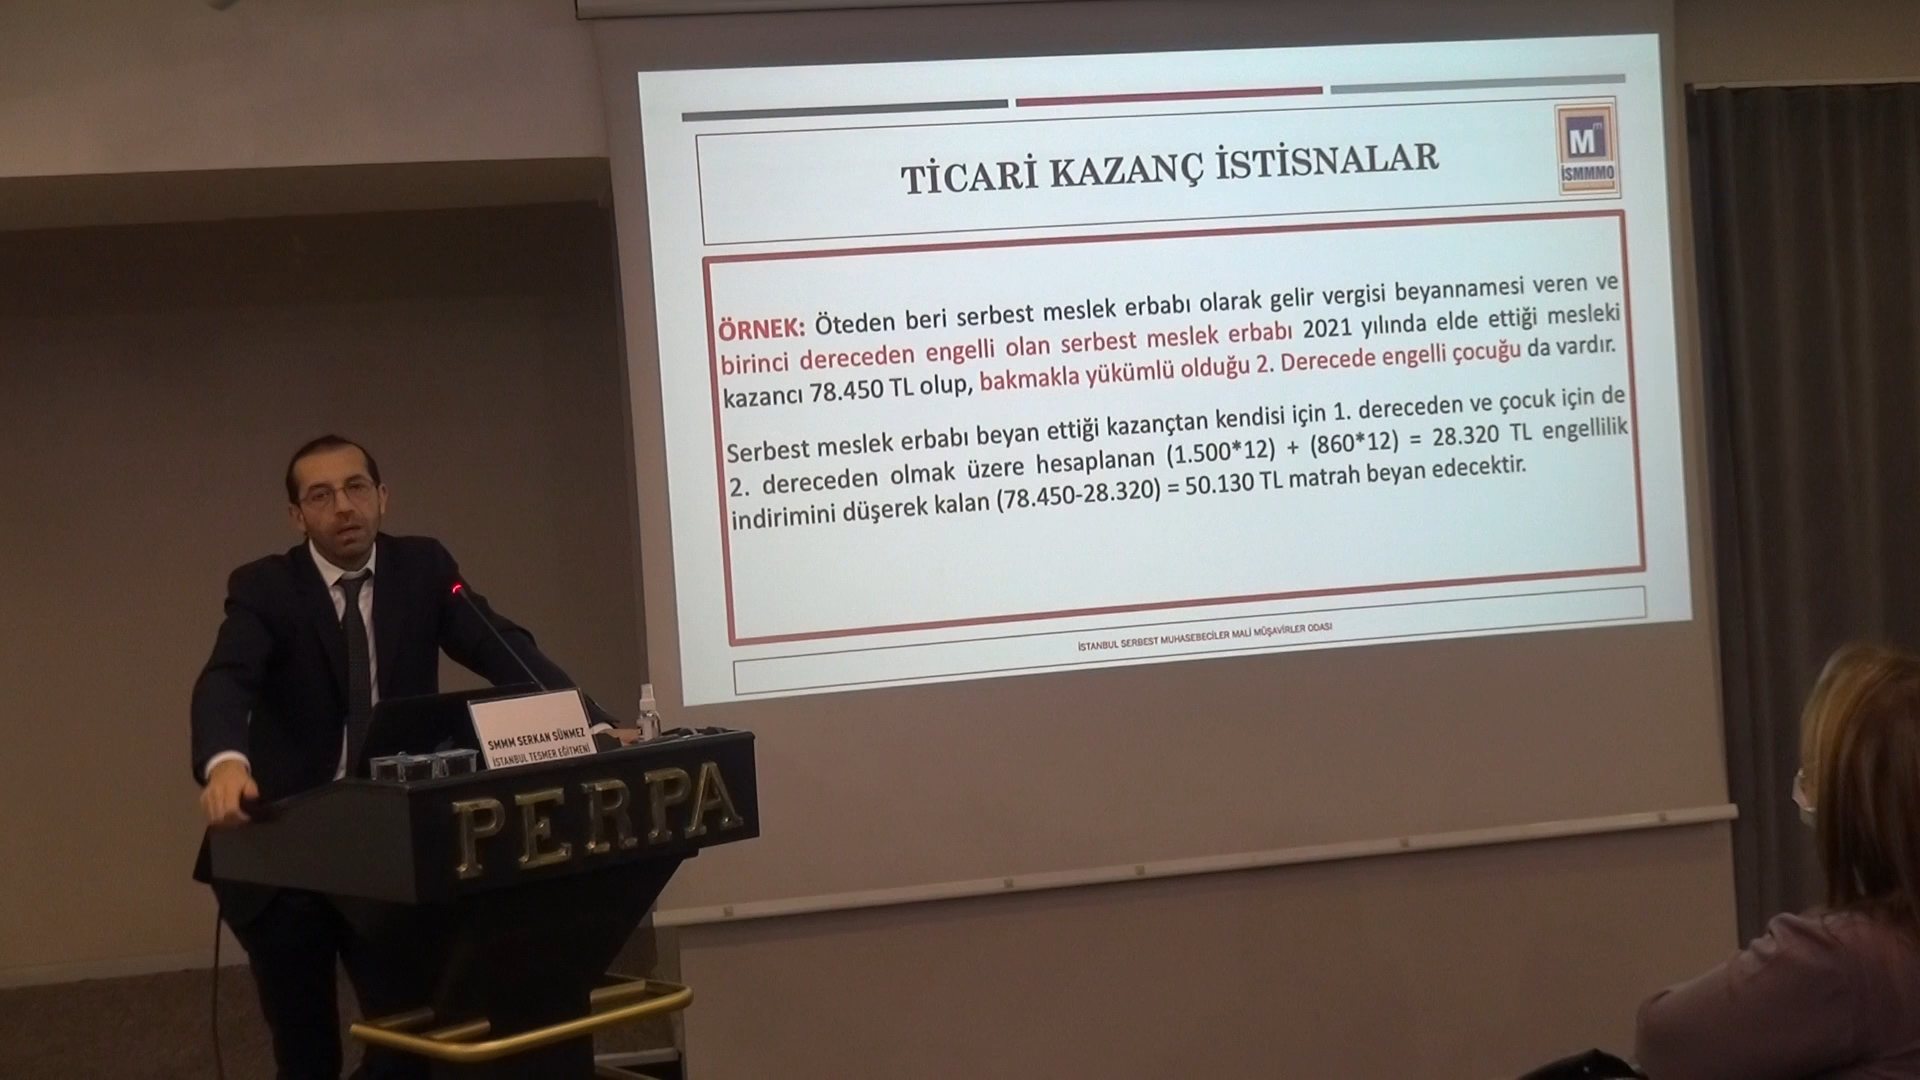 TİCARİ KAZANÇ İSTİSNALAR
Mm
İSMMMO
ÖRNEK: Öteden beri serbest meslek erbabı olarak gelir vergisi beyannamesi veren ve
birinci dereceden engelli olan serbest meslek erbabı 2021 yılında elde ettiği mesleki
kazancı 78.450 TL olup, bakmakla yükümlü olduğu 2. Derecede engelli çocuğu da vardır.
Serbest meslek erbabı beyan ettiği kazançtan kendisi için 1. dereceden ve çocuk için de
2. dereceden olmak üzere hesaplanan (1.500*12) + (860*12) = 28.320 TL engellilik
indirimini düşerek kalan (78.450-28.320) = 50.130 TL matrah beyan edecektir.
İSTANBUL SERBEST MUHASEBECİLER MALİ MÜŞAVİRLER ODASI
SMMM SERKAN SÜNMEZ
İSTANBUL TESMER EĞİTMENİ
PERPA